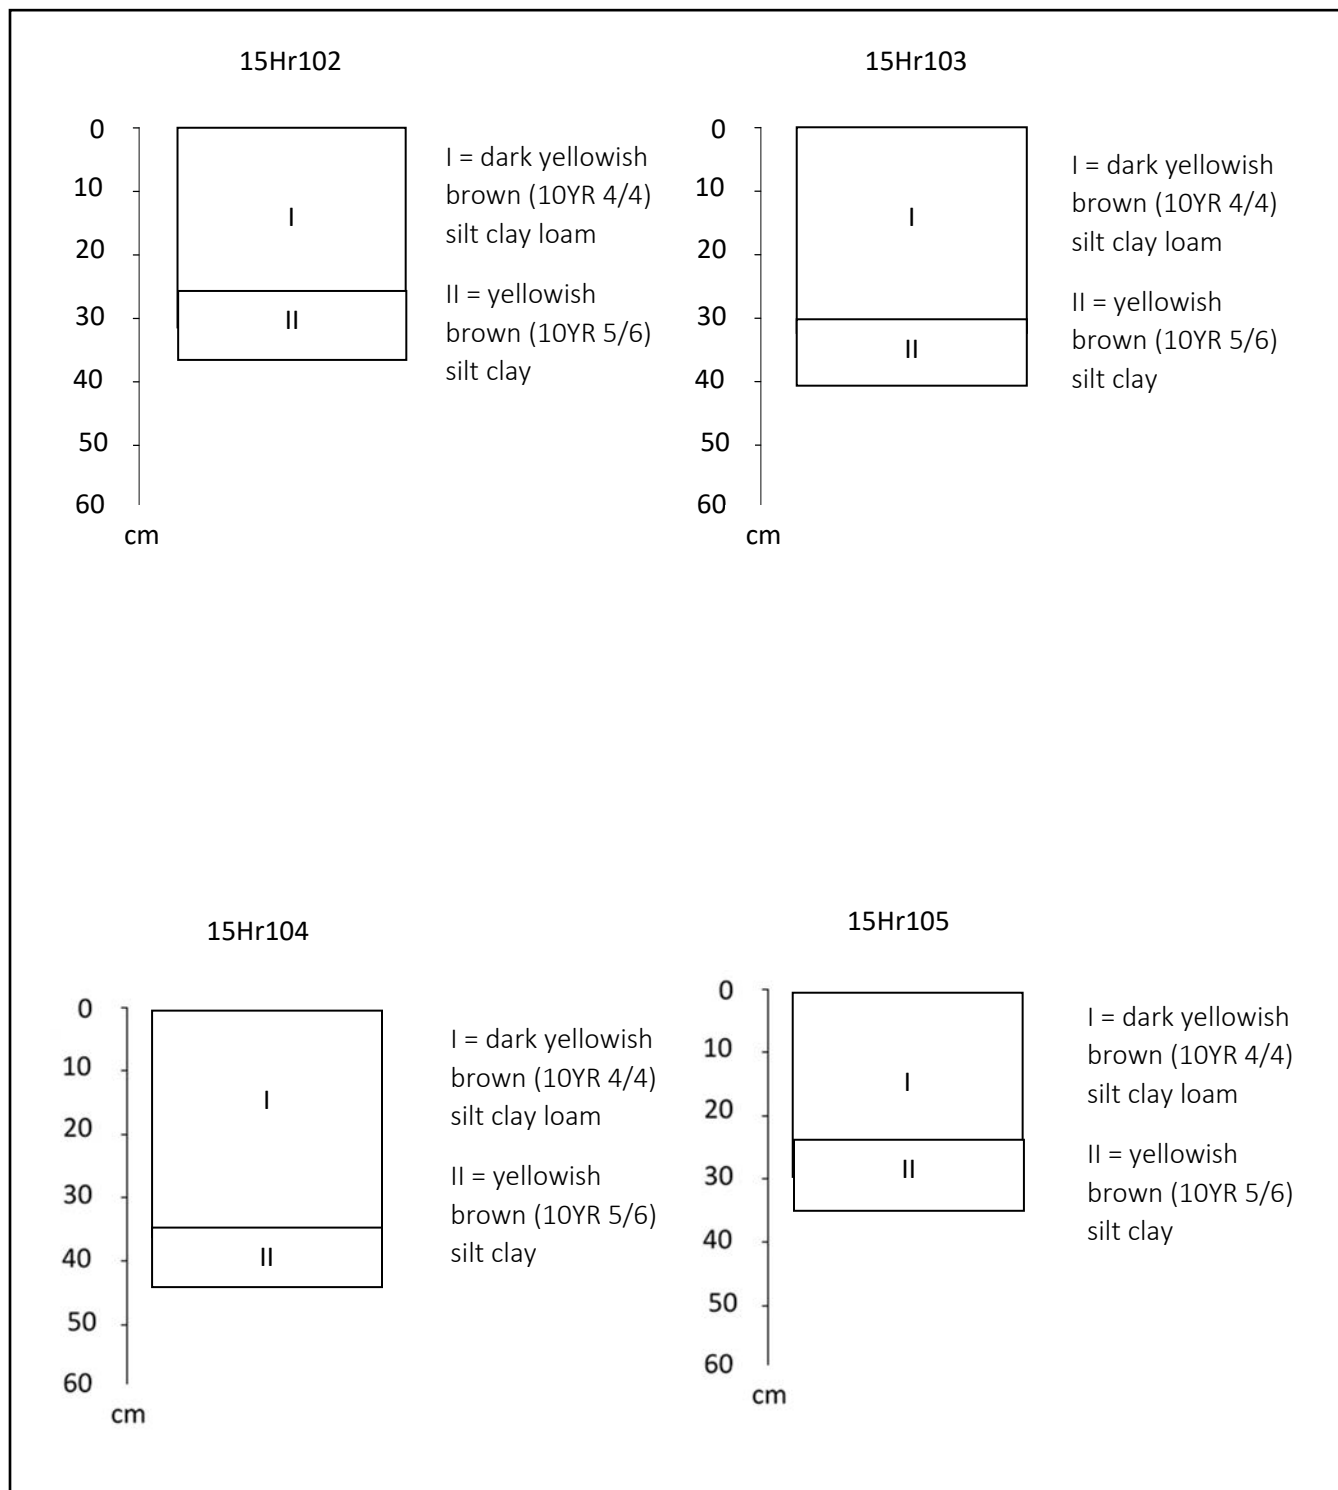 15Hr102
0
10
20
30
40
50
60
cm
I
II
I = dark yellowish
brown (10YR 4/4)
silt clay loam
II = yellowish
brown (10YR 5/6)
silt clay
15Hr103
0
10
20
30
40
50
60
cm
I
II
I = dark yellowish
brown (10YR 4/4)
silt clay loam
II = yellowish
brown (10YR 5/6)
silt clay
15Hr104
0
10
20
30
40
50
60
cm
I
II
I = dark yellowish
brown (10YR 4/4)
silt clay loam
II = yellowish
brown (10YR 5/6)
silt clay
15Hr105
0
10
20
30
40
50
60
cm
I
II
I = dark yellowish
brown (10YR 4/4)
silt clay loam
II = yellowish
brown (10YR 5/6)
silt clay